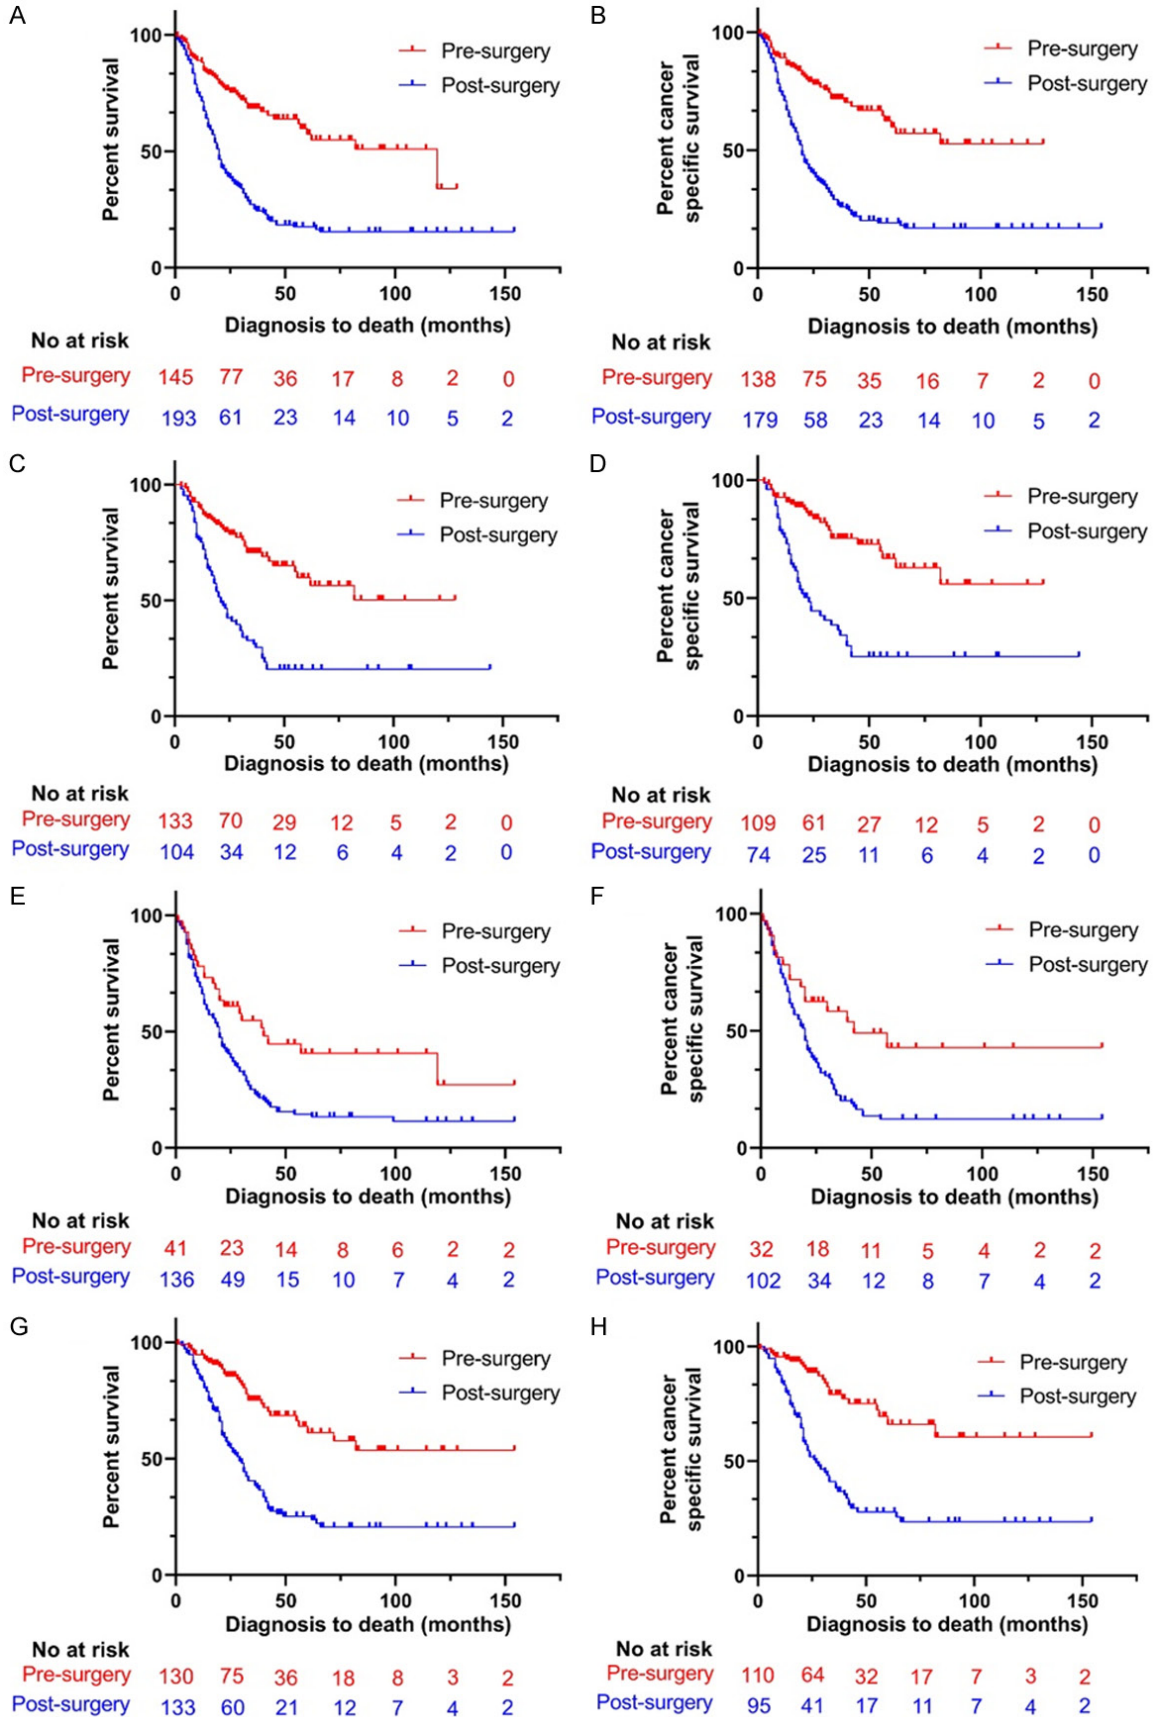 A
Percent survival
100
50
0
Pre-surgery
Post-surgery
0 50 100 150
Diagnosis to death (months)
No at risk
Pre-surgery 145 77 36 17 8 2 0
Post-surgery 193 61 23 14 10 5 2
B
Percent cancer
specific survival
100
50
0
Pre-surgery
Post-surgery
0 50 100 150
Diagnosis to death (months)
No at risk
Pre-surgery 138 75 35 16 7 2 0
Post-surgery 179 58 23 14 10 5 2
C
Percent survival
100
50
0
Pre-surgery
Post-surgery
0 50 100 150
Diagnosis to death (months)
No at risk
Pre-surgery 133 70 29 12 5 2 0
Post-surgery 104 34 12 6 4 2 0
D
Percent cancer
specific survival
100
50
0
Pre-surgery
Post-surgery
0 50 100 150
Diagnosis to death (months)
No at risk
Pre-surgery 109 61 27 12 5 2 0
Post-surgery 74 25 11 6 4 2 0
E
Percent survival
100
50
0
Pre-surgery
Post-surgery
0 50 100 150
Diagnosis to death (months)
No at risk
Pre-surgery 41 23 14 8 6 2 2
Post-surgery 136 49 15 10 7 4 2
F
Percent cancer
specific survival
100
50
0
Pre-surgery
Post-surgery
0 50 100 150
Diagnosis to death (months)
No at risk
Pre-surgery 32 18 11 5 4 2 2
Post-surgery 102 34 12 8 7 4 2
G
Percent survival
100
50
0
Pre-surgery
Post-surgery
0 50 100 150
Diagnosis to death (months)
No at risk
Pre-surgery 130 75 36 18 8 3 2
Post-surgery 133 60 21 12 7 4 2
H
Percent cancer
specific survival
100
50
0
Pre-surgery
Post-surgery
0 50 100 150
Diagnosis to death (months)
No at risk
Pre-surgery 110 64 32 17 7 3 2
Post-surgery 95 41 17 11 7 4 2